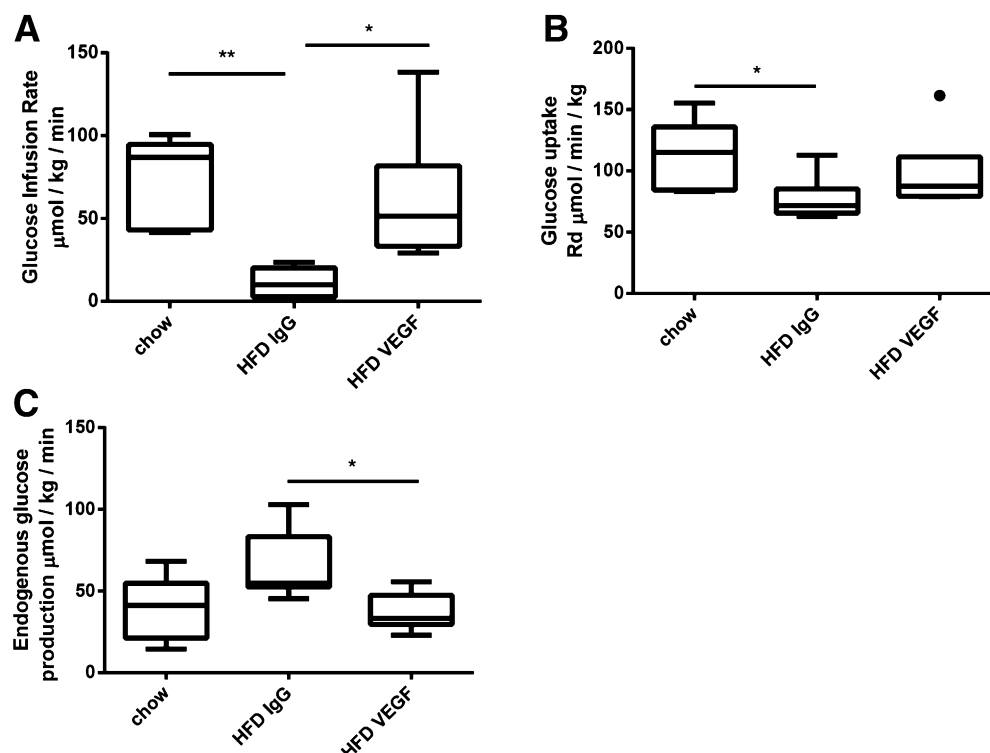 A
Glucose Infusion Rate
μmol / kg / min
150
100
50
0
**
*
chow
HFD IgG
HFD VEGF
B
Glucose uptake
Rd μmol / min / kg
200
150
100
50
0
*
chow
HFD IgG
HFD VEGF
C
Endogenous glucose
production μmol / kg / min
150
100
50
0
*
chow
HFD IgG
HFD VEGF